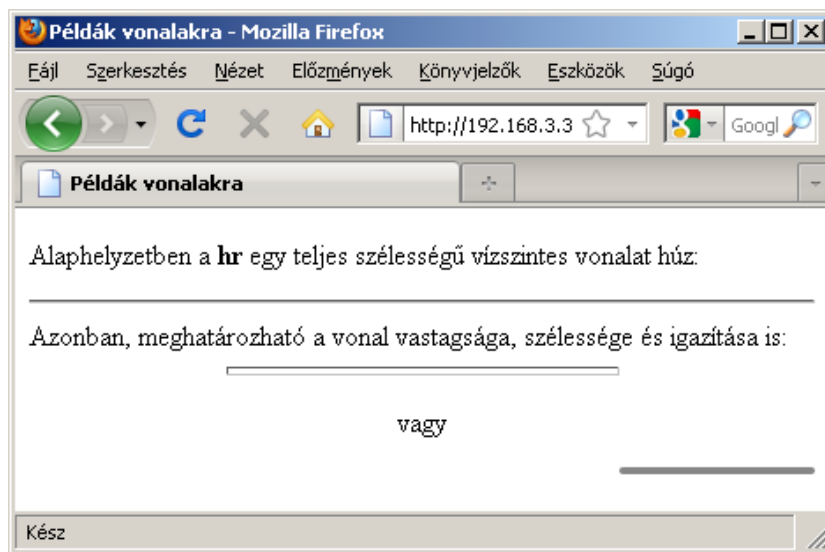 Példák vonalakra - Mozilla Firefox
Fájl Szerkesztés Nézet Előzmények Könyvjelzők Eszközök Súgó
http://192.168.3.3 Googl
Példák vonalakra
Alaphelyzetben a hr egy teljes szélességű vízszintes vonalat húz:
Azonban, meghatározható a vonal vastagsága, szélessége és igazítása is:
vagy
Kész